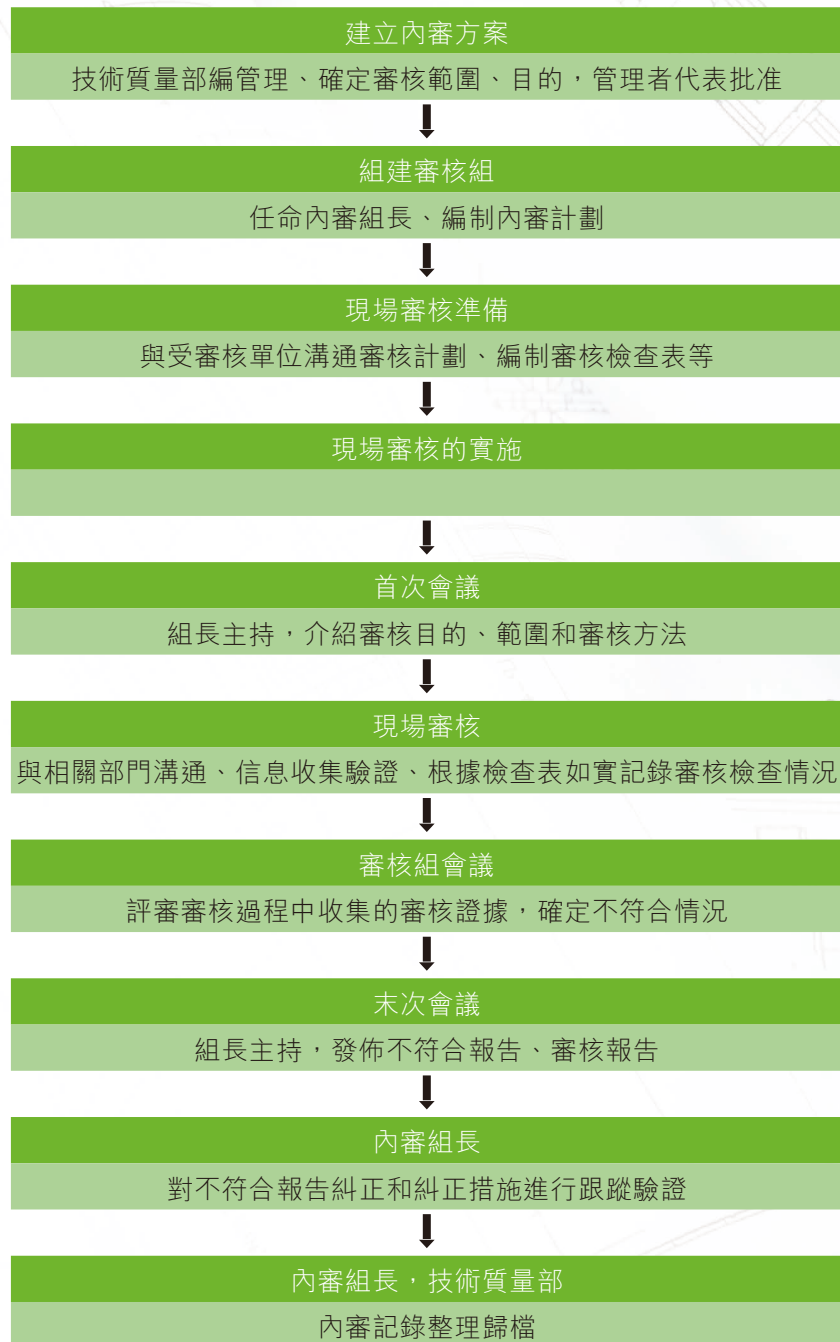 建立內審方案
技術質量部編管理、確定審核範圍、目的，管理者代表批准
組建審核組
任命內審組長、編制內審計劃
現場審核準備
與受審核單位溝通審核計劃、編制審核檢查表等
現場審核的實施
首次會議
組長主持，介紹審核目的、範圍和審核方法
現場審核
與相關部門溝通、信息收集驗證、根據檢查表如實記錄審核檢查情況
審核組會議
評審審核過程中收集的審核證據，確定不符合情況
末次會議
組長主持，發佈不符合報告、審核報告
內審組長
對不符合報告糾正和糾正措施進行跟蹤驗證
內審組長，技術質量部
內審記錄整理歸檔